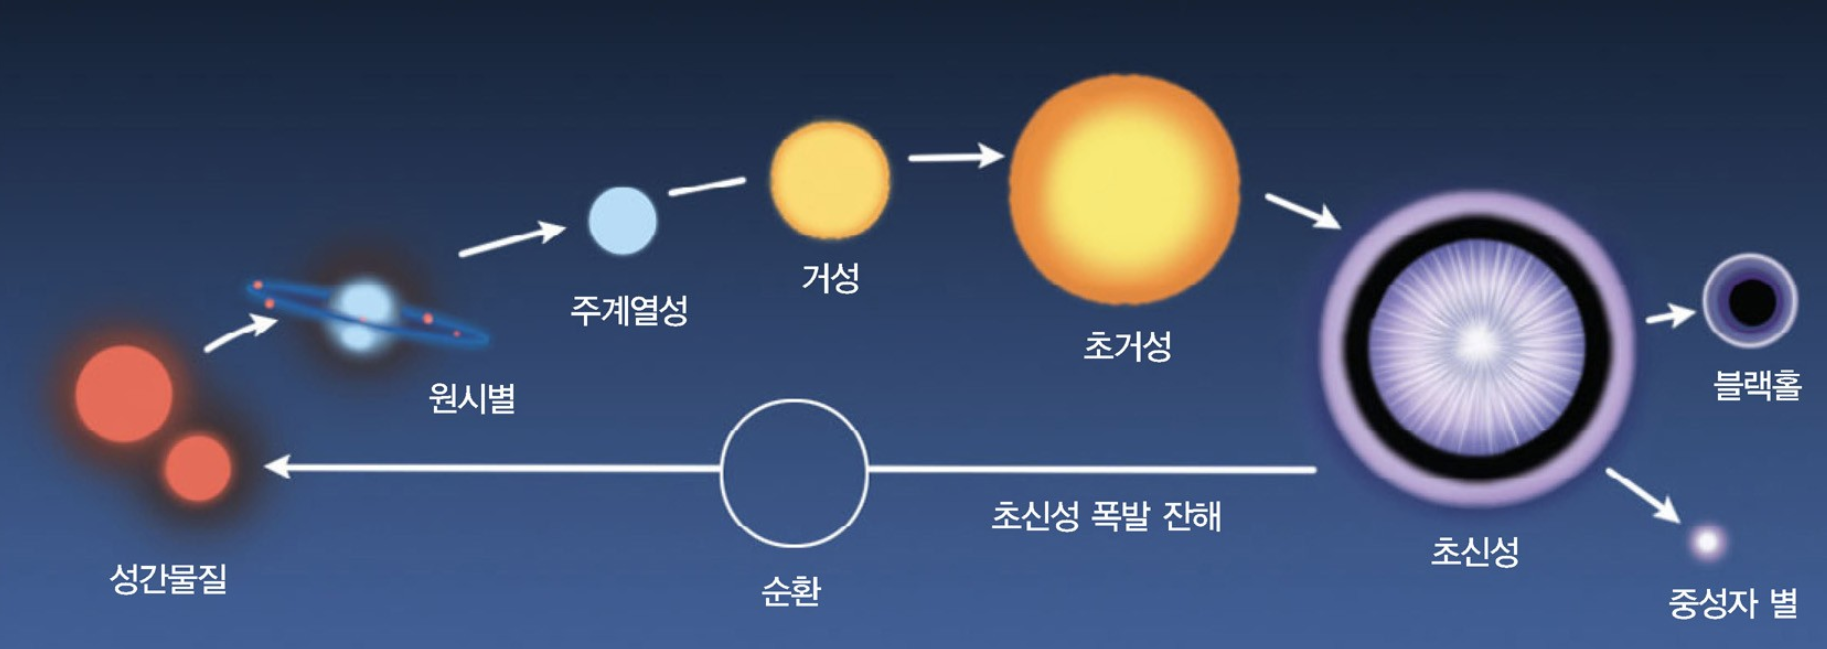 성간물질
원시별
주계열성
거성
초거성
초신성
블랙홀
중성자 별
초신성 폭발 잔해
순환